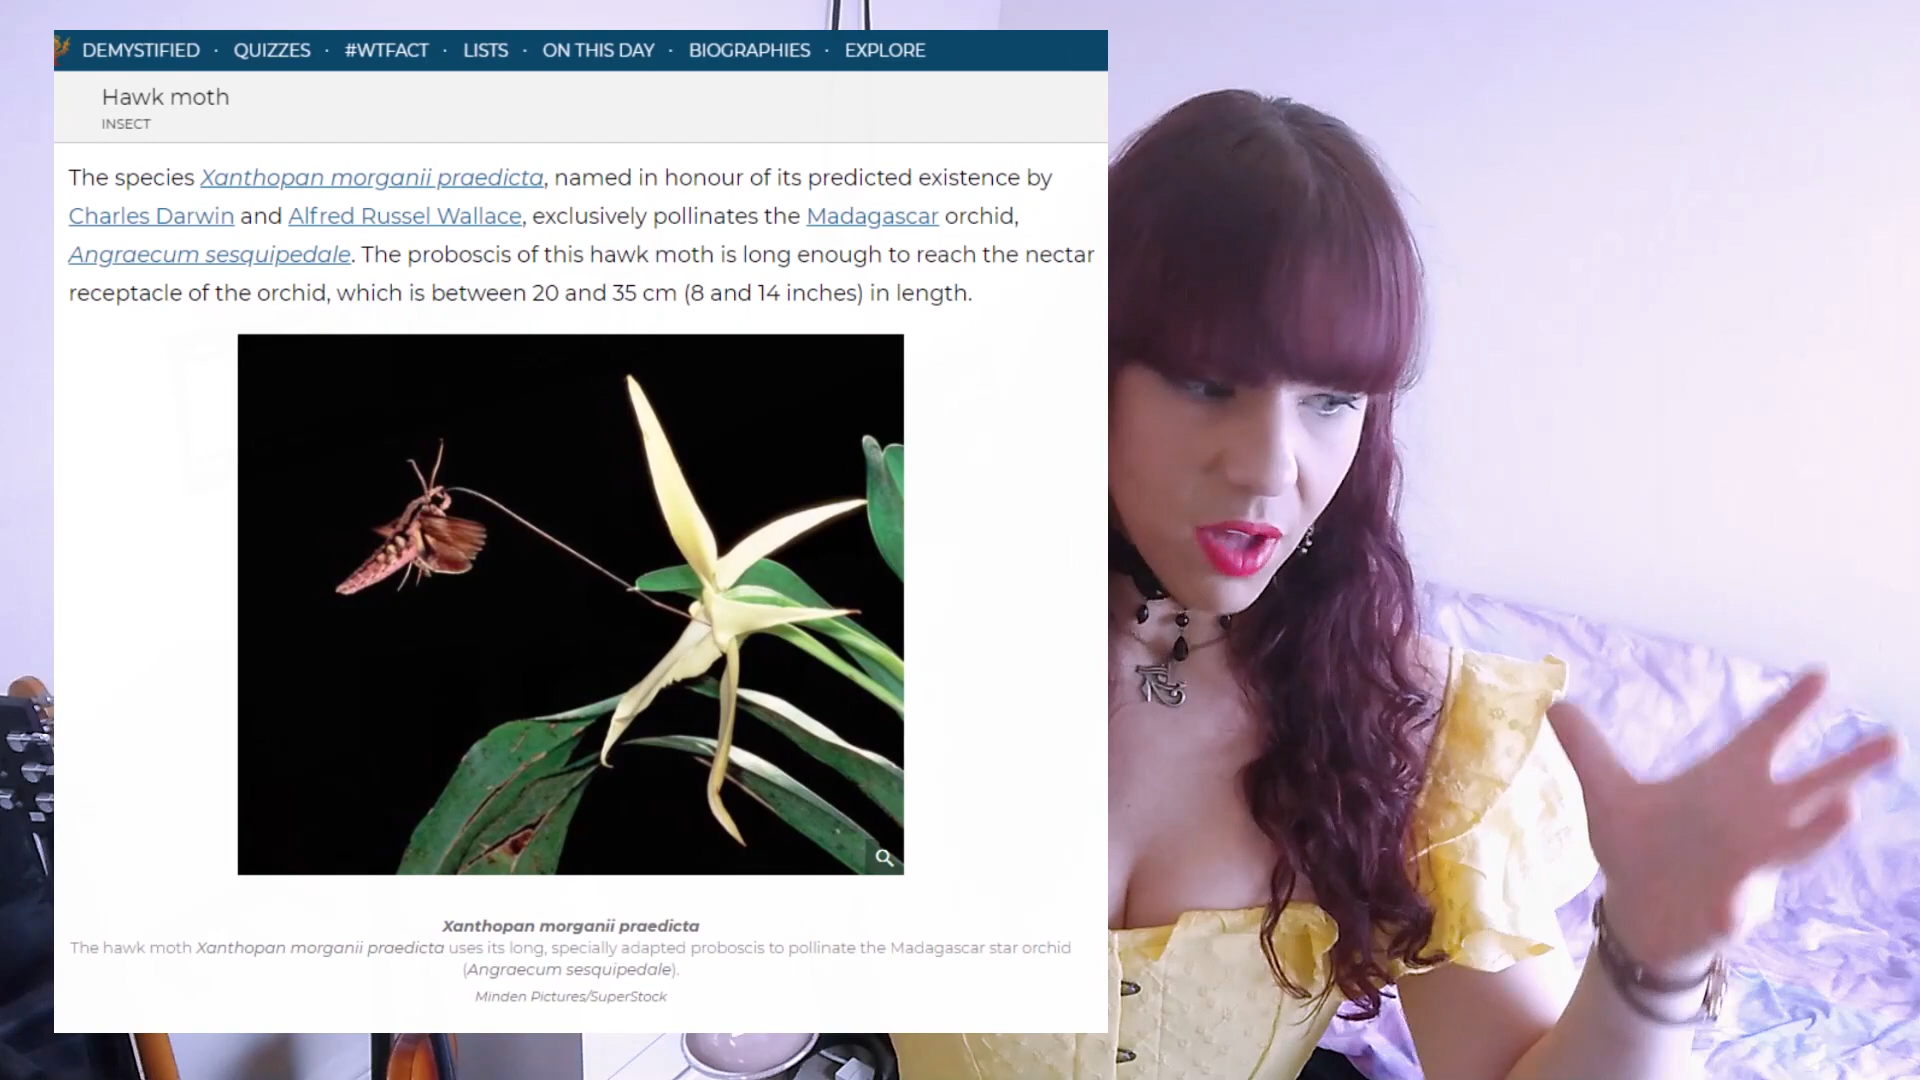 DEMYSTIFIED · QUIZZES · #WTFACT · LISTS · ON THIS DAY · BIOGRAPHIES · EXPLORE
Hawk moth
INSECT
The species Xanthopan morganii praedicta, named in honour of its predicted existence by
Charles Darwin and Alfred Russel Wallace, exclusively pollinates the Madagascar orchid,
Angraecum sesquipedale. The proboscis of this hawk moth is long enough to reach the nectar
receptacle of the orchid, which is between 20 and 35 cm (8 and 14 inches) in length.
Xanthopan morganii praedicta
The hawk moth Xanthopan morganii praedicta uses its long, specially adapted proboscis to pollinate the Madagascar star orchid
(Angraecum sesquipedale).
Minden Pictures/SuperStock